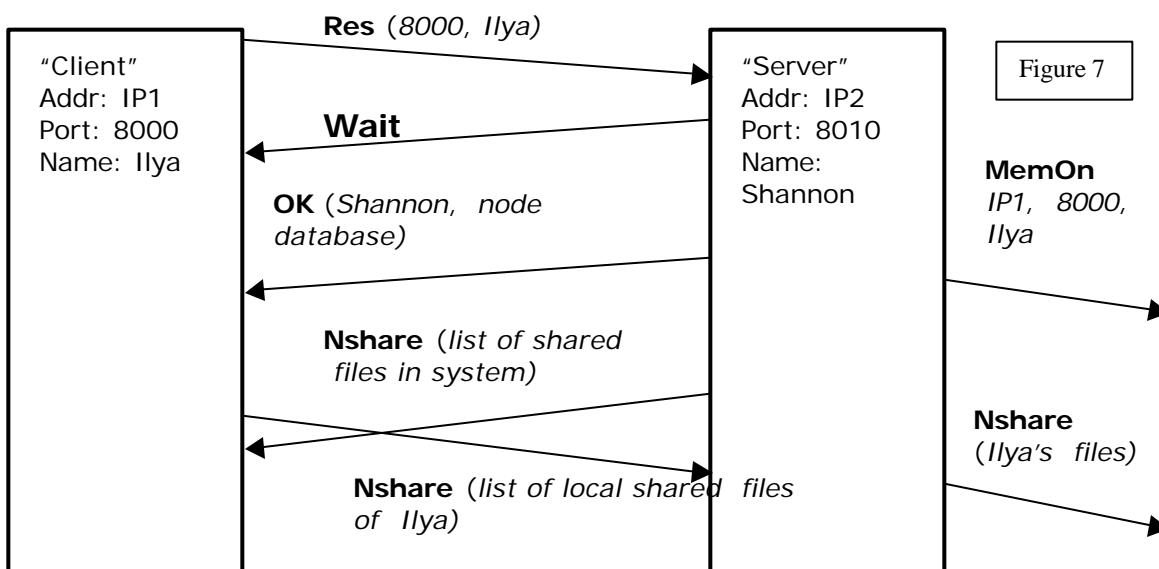 Res (8000, Ilya)
"Client"
Addr: IP1
Port: 8000
Name: Ilya
"Server"
Addr: IP2
Port: 8010
Name:
Shannon
Figure 7
Wait
MemOn
IP1, 8000,
Ilya
OK (Shannon, node
database)
Nshare (list of shared
files in system)
Nshare
(Ilya's files)
Nshare (list of local shared files
of Ilya)